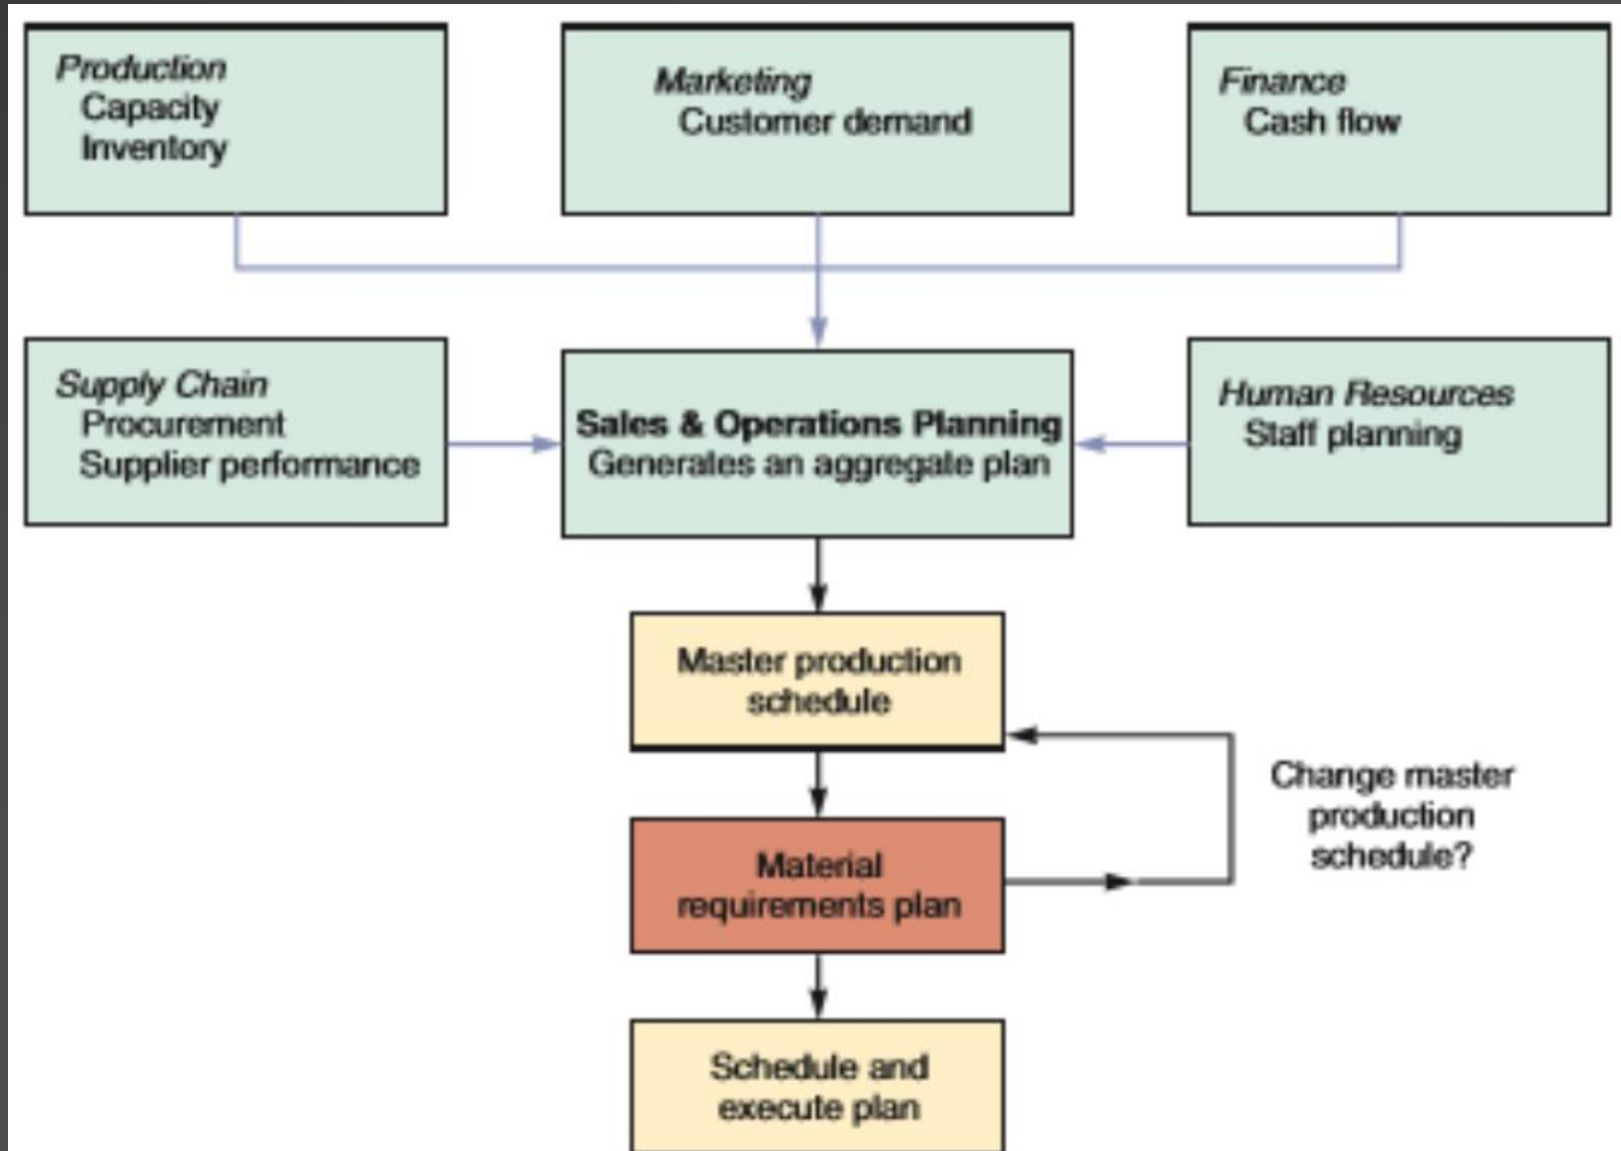 Production
Capacity
Inventory
Marketing
Customer demand
Finance
Cash flow
Supply Chain
Procurement
Supplier performance
Sales & Operations Planning
Generates an aggregate plan
Human Resources
Staff planning
Master production
schedule
Change master
production
schedule?
Material
requirements plan
Schedule and
execute plan